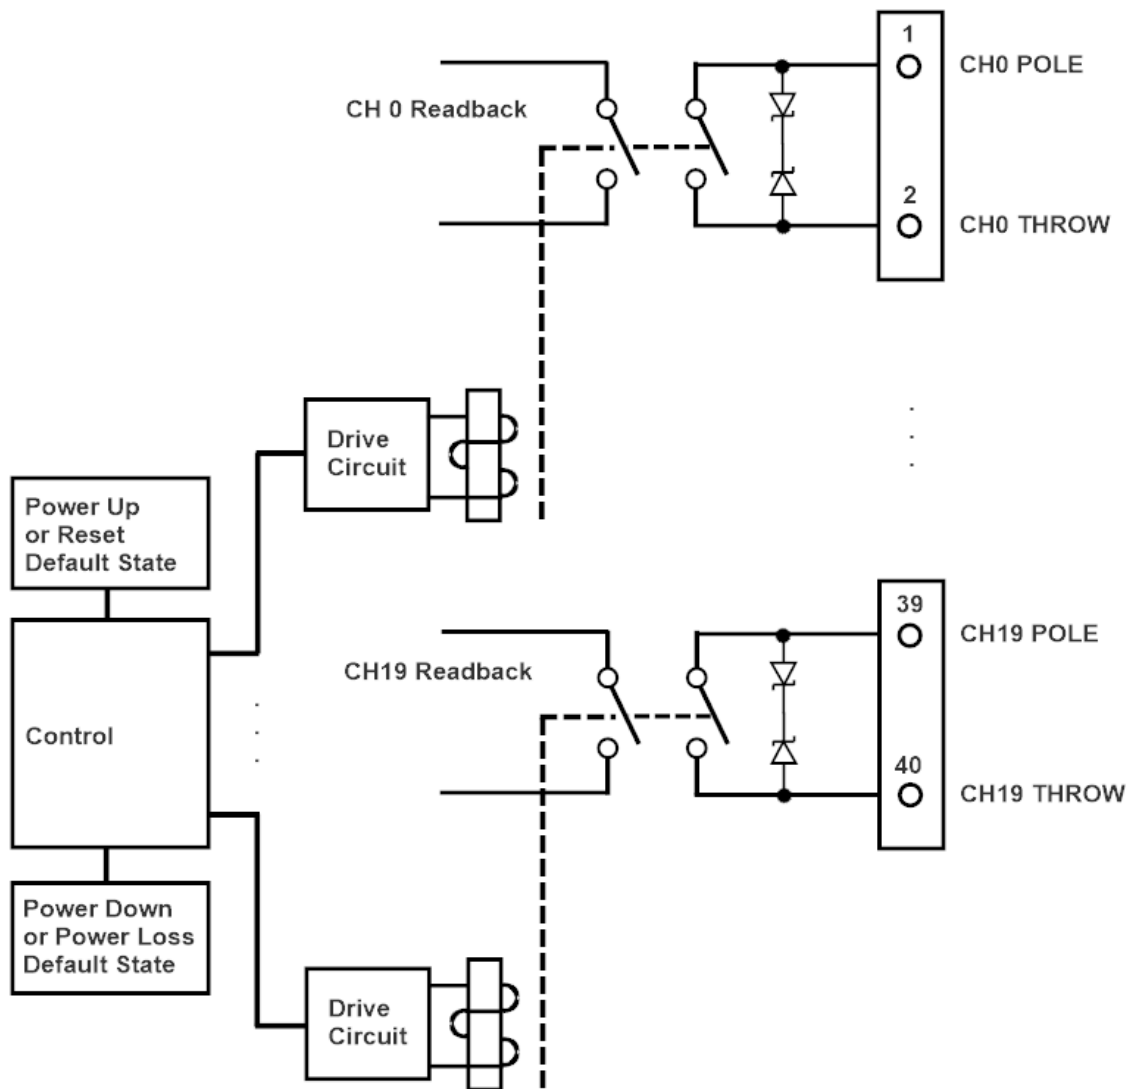 1
CH0 POLE
CH 0 Readback
2
CH0 THROW
Drive
Circuit
Power Up
or Reset
Default State
39
CH19 POLE
CH19 Readback
Control
40
CH19 THROW
Power Down
or Power Loss
Default State
Drive
Circuit